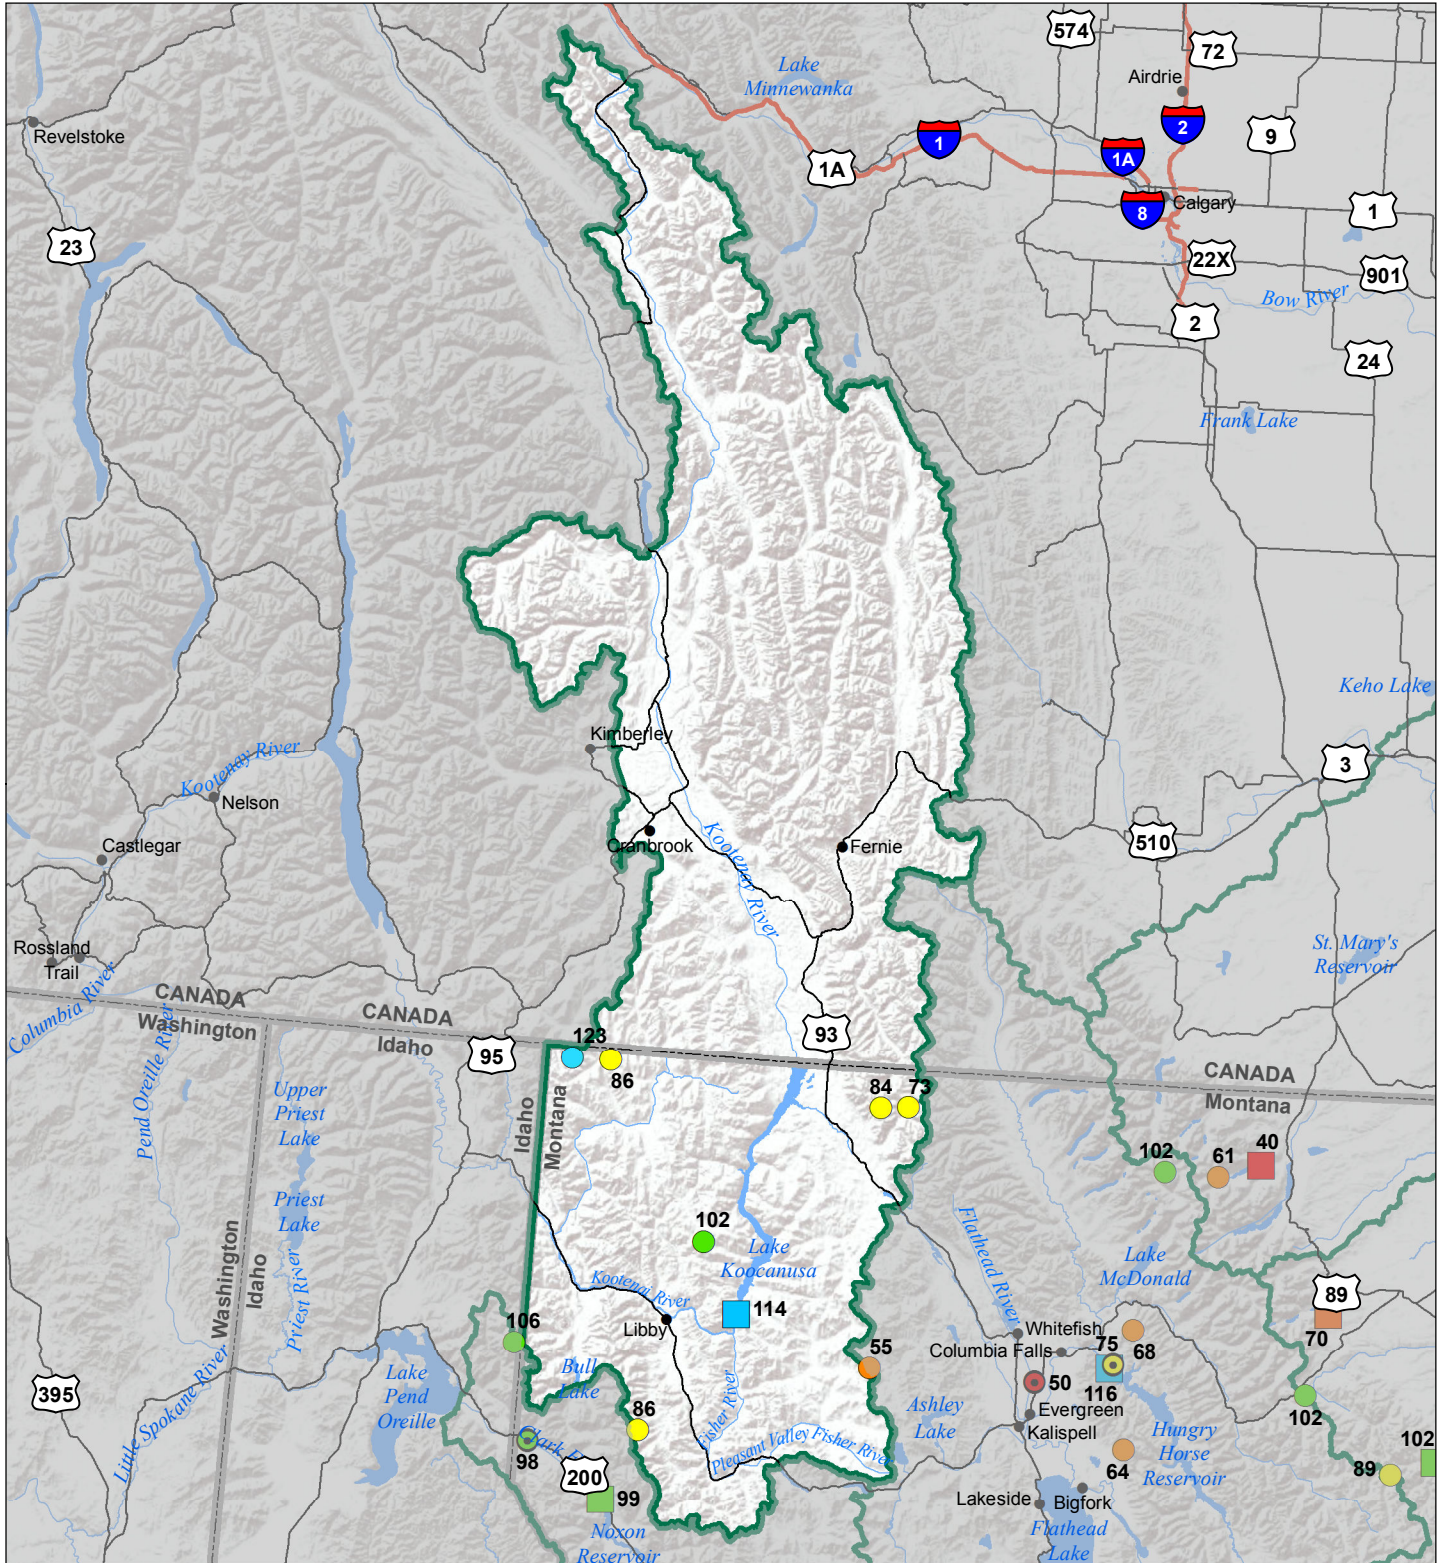 574
72
Lake
Minnewanka
Airdrie
2
Revelstoke
9
1
1A
1A
Calgary
8
1
23
22X
901
Bow River
2
24
Frank Lake
Keho Lake
Kimberley
3
Kootenay River
Nelson
Kootenay River
510
Cranbrook
Fernie
Castlegar
Rossland
Trail
St. Mary's
Reservoir
Columbia River
CANADA
Washington
CANADA
Idaho
Pend Oreille River
95
123
86
93
CANADA
Montana
Upper
Priest
Lake
Idaho
Montana
84
73
102
61
40
Priest
Lake
Washington
Idaho
Priest River
102
Lake
Koocanusa
Flathead River
Lake
McDonald
Kootenai River
114
89
70
106
Libby
Whitefish
Columbia Falls
75
68
116
55
50
Bull
Lake
Lake
Pend
Oreille
395
Little Spokane River
Fisher River
Ashley
Lake
Evergreen
Kalispell
Hungry
Horse
Reservoir
102
86
98
Clark
Pleasant Valley Fisher River
64
102
89
200
99
Lakeside
Bigfork
Noxon
Reservoir
Flathead
Lake